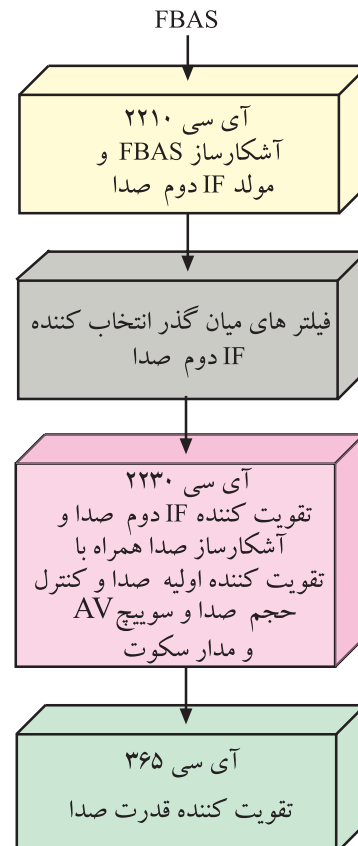 FBAS
آی سی ۲۲۱۰
آشکارساز FBAS و
مولد IF دوم صدا
فیلتر های میان گذر انتخاب کننده
IF دوم صدا
آی سی ۲۲۳۰
تقویت کننده IF دوم صدا و
آشکارساز صدا همراه با
تقویت کننده اولیه صدا و کنترل
حجم صدا و سوییچ AV
و مدار سکوت
آی سی ۳۶۵
تقویت کننده قدرت صدا